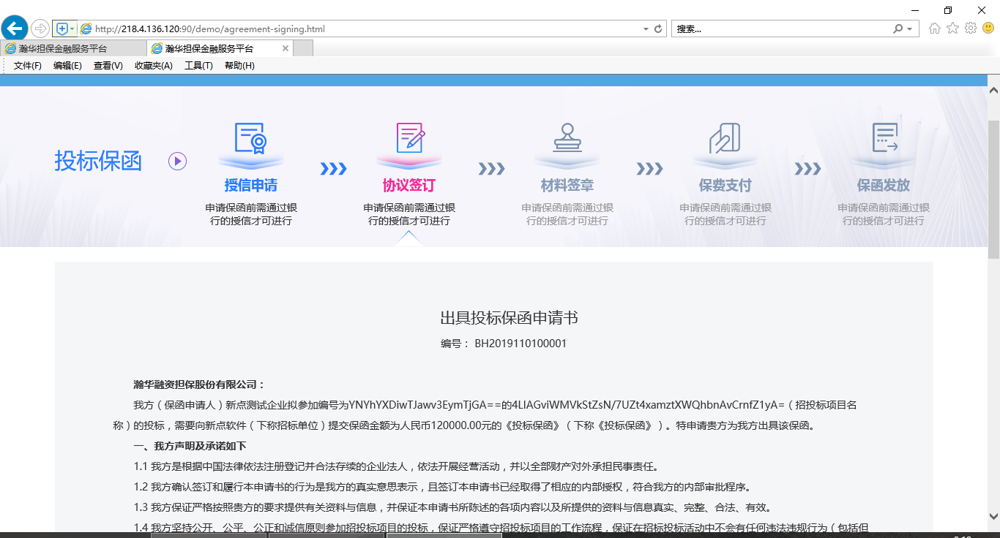 http://218.4.136.120:90/demo/agreement-signing.html
搜索...
瀚华担保金融服务平台
瀚华担保金融服务平台
文件(F) 编辑(E) 查看(V) 收藏夹(A) 工具(T) 帮助(H)
投标保函
授信申请
申请保函前需通过银
行的授信才可进行
协议签订
申请保函前需通过银
行的授信才可进行
材料签章
申请保函前需通过银
行的授信才可进行
保费支付
申请保函前需通过银
行的授信才可进行
保函发放
申请保函前需通过银
行的授信才可进行
出具投标保函申请书
编号： BH2019110100001
瀚华融资担保股份有限公司：
我方（保函申请人）新点测试企业拟参加编号为YNYhYXDiwTJawv3EymTjGA==的4LIAGviWMVkStZsN/7UZt4xamztXWQhbnAvCrnfZ1yA=（招投标项目名
称）的投标，需要向新点软件（下称招标单位）提交保函金额为人民币120000.00元的《投标保函》（下称《投标保函》）。特申请贵方为我方出具该保函。
一、我方声明及承诺如下
1.1 我方是根据中国法律依法注册登记并合法存续的企业法人，依法开展经营活动，并以全部财产对外承担民事责任。
1.2 我方确认签订和履行本申请书的行为是我方的真实意思表示，且签订本申请书已经取得了相应的内部授权，符合我方的内部审批程序。
1.3 我方保证严格按照贵方的要求提供有关资料与信息，并保证本申请书所陈述的各项内容以及所提供的资料与信息真实、完整、合法、有效。
1.4 我方坚持公开、公平、公正和诚信原则参加招投标项目的投标，保证严格遵守招投标项目的工作流程，保证在招标投标活动中不会有任何违法违规行为（包括但